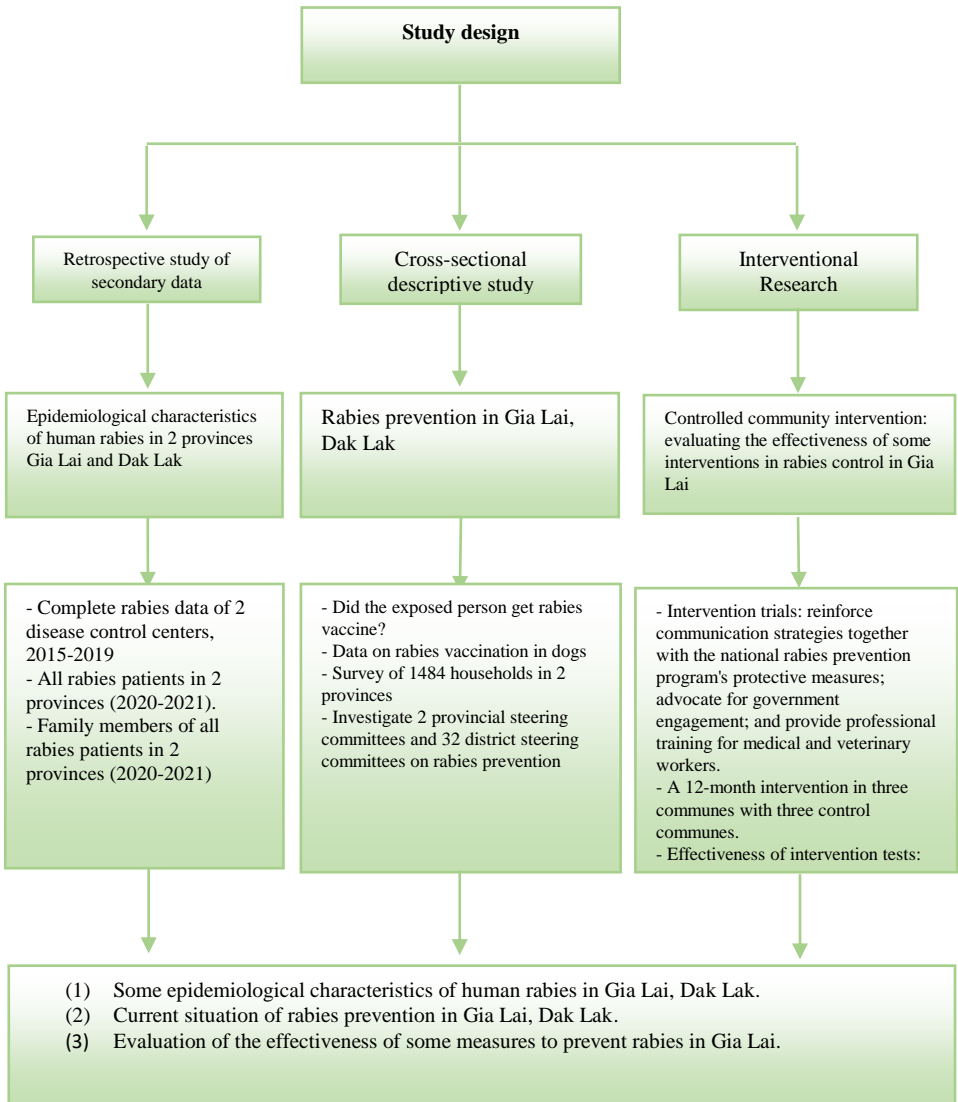 Study design
Retrospective study of
secondary data
Cross-sectional
descriptive study
Interventional
Research
Epidemiological characteristics
of human rabies in 2 provinces
Gia Lai and Dak Lak
Rabies prevention in Gia Lai,
Dak Lak
Controlled community intervention:
evaluating the effectiveness of some
interventions in rabies control in Gia
Lai
- Complete rabies data of 2
disease control centers,
2015-2019
- All rabies patients in 2
provinces (2020-2021).
- Family members of all
rabies patients in 2
provinces (2020-2021)
- Did the exposed person get rabies
vaccine?
- Data on rabies vaccination in dogs
- Survey of 1484 households in 2
provinces
- Investigate 2 provincial steering
committees and 32 district steering
committees on rabies prevention
- Intervention trials: reinforce
communication strategies together
with the national rabies prevention
program's protective measures;
advocate for government
engagement; and provide professional
training for medical and veterinary
workers.
- A 12-month intervention in three
communes with three control
communes.
- Effectiveness of intervention tests:
(1) Some epidemiological characteristics of human rabies in Gia Lai, Dak Lak.
(2) Current situation of rabies prevention in Gia Lai, Dak Lak.
(3) Evaluation of the effectiveness of some measures to prevent rabies in Gia Lai.